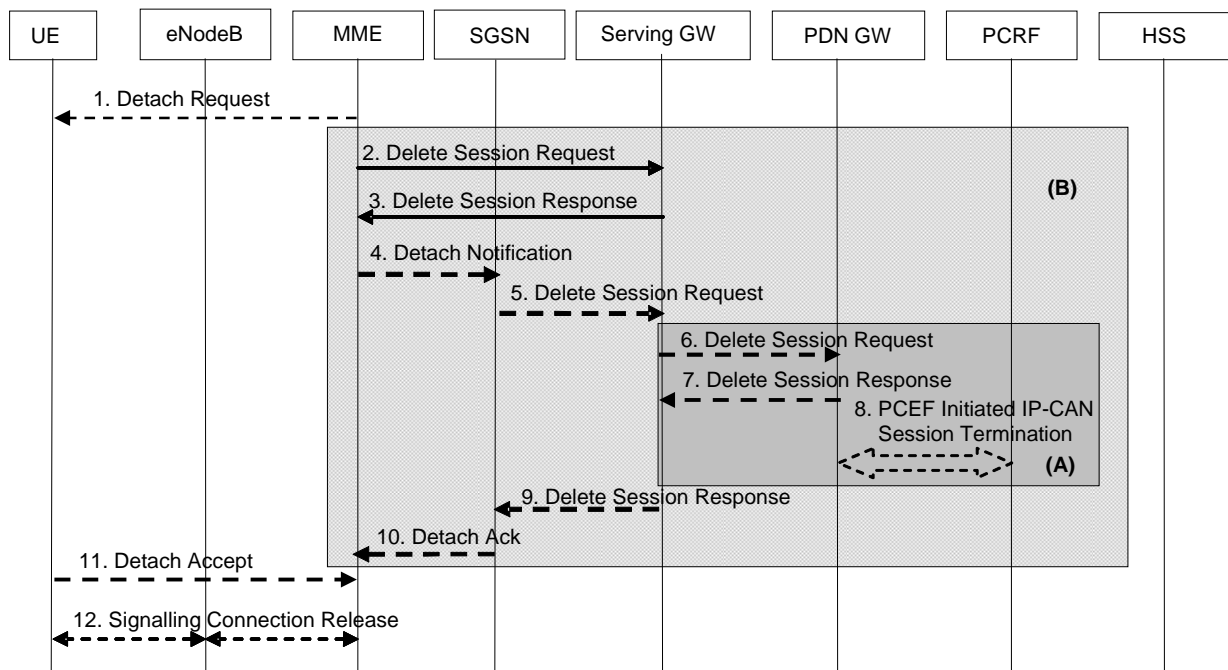 UE eNodeB MME SGSN Serving GW PDN GW PCRF HSS
1. Detach Request
2. Delete Session Request
(B)
3. Delete Session Response
4. Detach Notification
5. Delete Session Request
6. Delete Session Request
7. Delete Session Response
8. PCEF Initiated IP-CAN
Session Termination
(A)
9. Delete Session Response
10. Detach Ack
11. Detach Accept
12. Signalling Connection Release